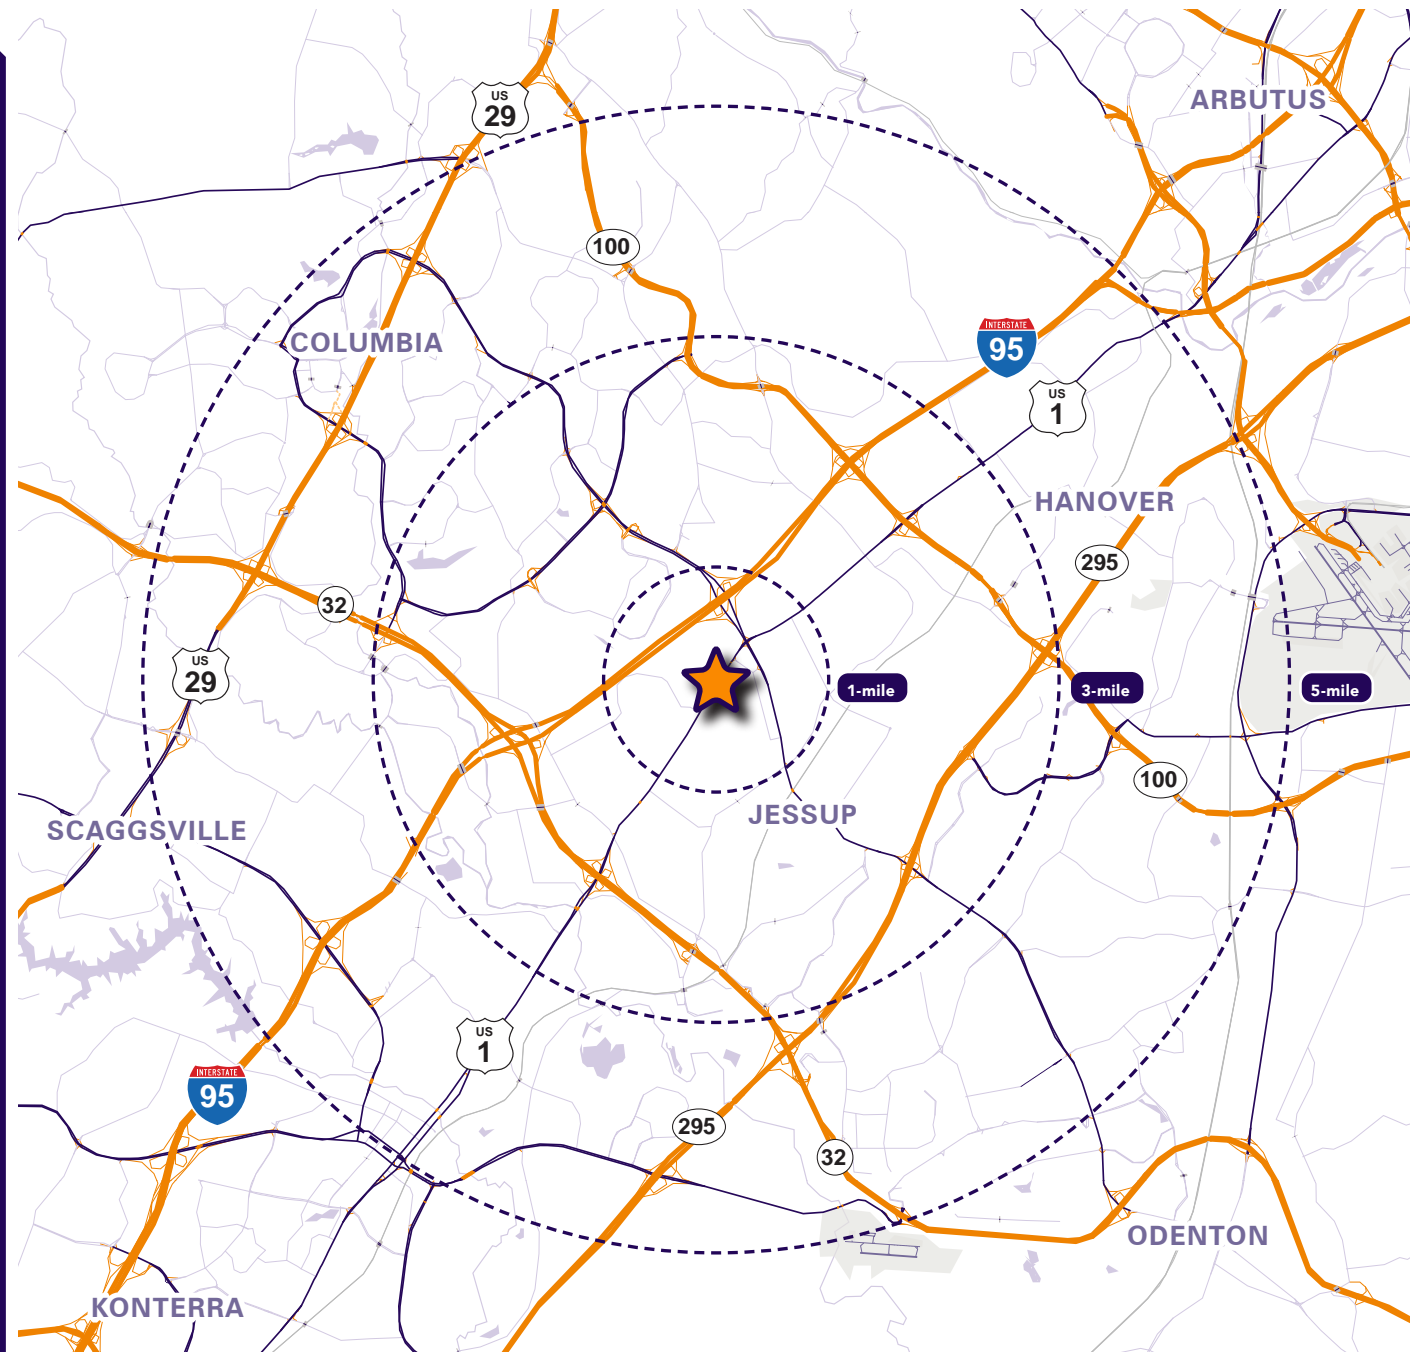 US
29
ARBUTUS
100
INTERSTATE
95
COLUMBIA
US
1
HANOVER
295
32
US
29
1-mile
3-mile
5-mile
100
JESSUP
SCAGGSVILLE
US
1
INTERSTATE
95
295
32
ODENTON
KONTERRA